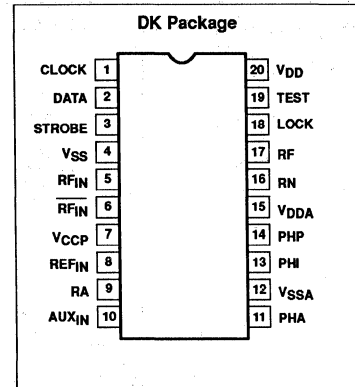 DK Package
CLOCK 1 20 VDD
DATA 2 19 TEST
STROBE 3 18 LOCK
VSS 4 17 RF
RFIN 5 16 RN
R̅F̅I̅N̅ 6 15 VDDA
VCCP 7 14 PHP
REFIN 8 13 PHI
RA 9 12 VSSA
AUXIN 10 11 PHA